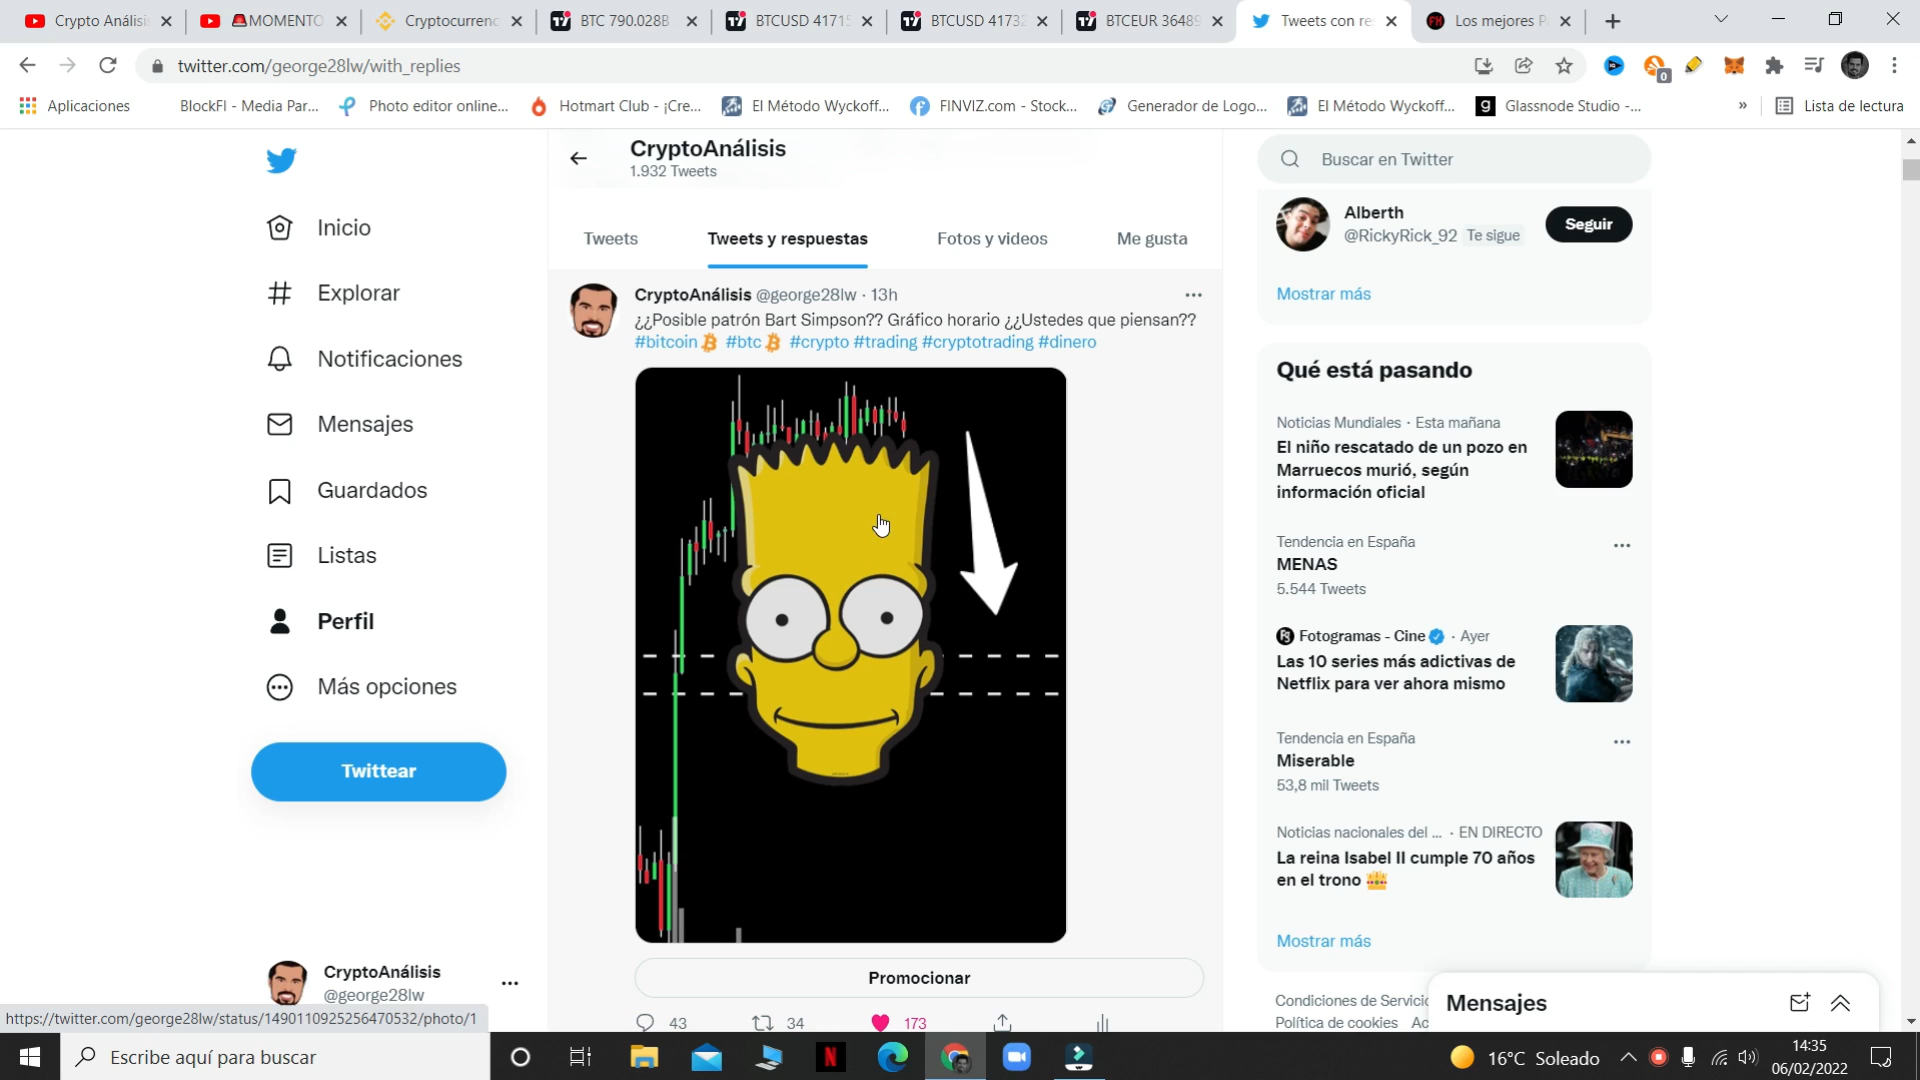 Crypto Anális
MOMENTO
Cryptocurrenc
BTC 790.028B
BTCUSD 4171
BTCUSD 4173
BTCEUR 36489
Tweets con re
Los mejores P
twitter.com/george28lw/with_replies
0
Aplicaciones
BlockFI - Media Par...
Photo editor online...
Hotmart Club - ¡Cre...
El Método Wyckoff...
FINVIZ.com - Stock...
Generador de Logo...
El Método Wyckoff...
Glassnode Studio -...
»
Lista de lectura
CryptoAnálisis
1.932 Tweets
Tweets
Tweets y respuestas
Fotos y videos
Me gusta
Inicio
Explorar
Notificaciones
Mensajes
Guardados
Listas
Perfil
Más opciones
Twittear
CryptoAnálisis
@george28lw
CryptoAnálisis @george28lw · 13h
¿¿Posible patrón Bart Simpson?? Gráfico horario ¿¿Ustedes que piensan??
#bitcoin #btc #crypto #trading #cryptotrading #dinero
Promocionar
43
34
173
Buscar en Twitter
Alberth
@RickyRick_92 Te sigue
Seguir
Mostrar más
Qué está pasando
Noticias Mundiales · Esta mañana
El niño rescatado de un pozo en
Marruecos murió, según
información oficial
Tendencia en España
MENAS
5.544 Tweets
Fotogramas - Cine · Ayer
Las 10 series más adictivas de
Netflix para ver ahora mismo
Tendencia en España
Miserable
53,8 mil Tweets
Noticias nacionales del ... · EN DIRECTO
La reina Isabel II cumple 70 años
en el trono
Mostrar más
Condiciones de Servicio
Política de cookies Ac
Mensajes
https://twitter.com/george28lw/status/1490110925256470532/photo/1
Escribe aquí para buscar
16°C Soleado
14:35
06/02/2022